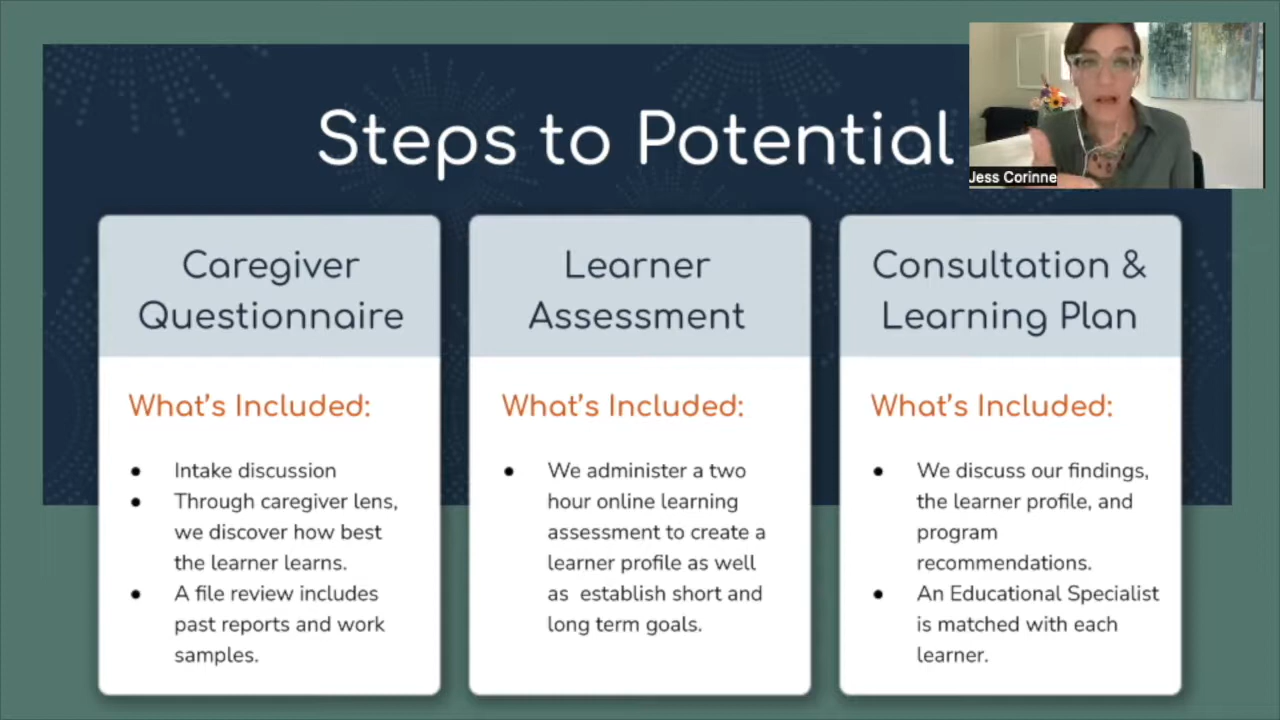 Steps to Potential
Jess Corinne
Caregiver
Questionnaire
What's Included:
● Intake discussion
● Through caregiver lens,
we discover how best
the learner learns.
● A file review includes
past reports and work
samples.
Learner
Assessment
What's Included:
● We administer a two
hour online learning
assessment to create a
learner profile as well
as establish short and
long term goals.
Consultation &
Learning Plan
What's Included:
● We discuss our findings,
the learner profile, and
program
recommendations.
● An Educational Specialist
is matched with each
learner.